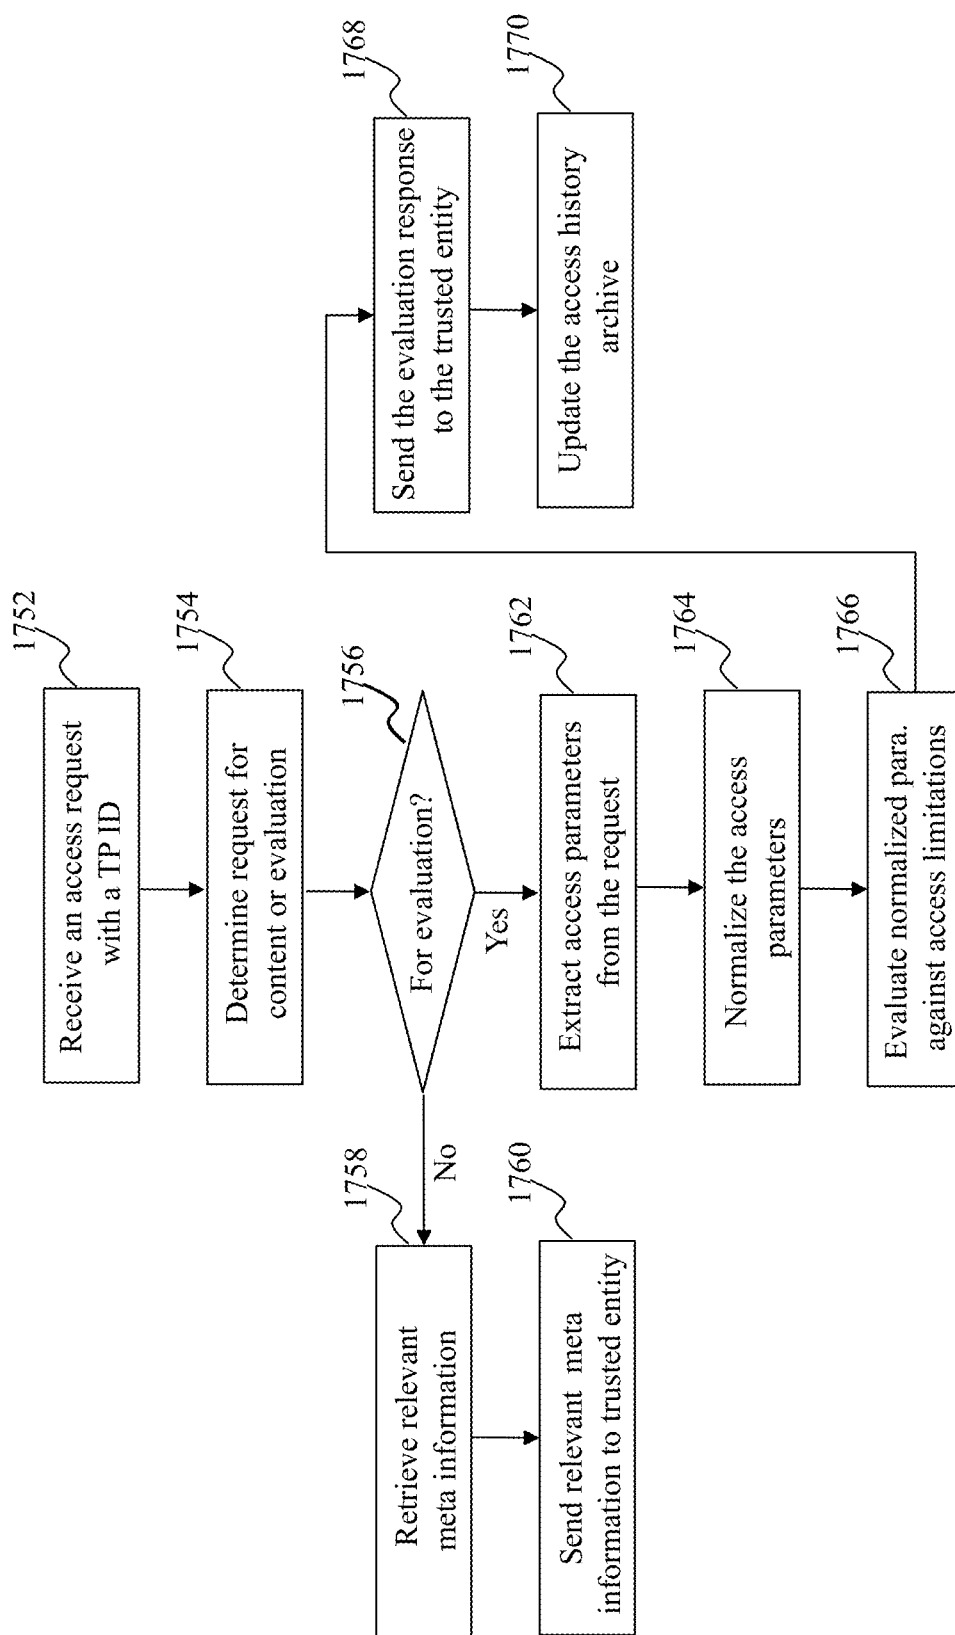 1752
Receive an access request
with a TP ID
1754
Determine request for
content or evaluation
1756
For evaluation?
No
Yes
1758
Retrieve relevant
meta information
1760
Send relevant meta
information to trusted entity
1762
Extract access parameters
from the request
1764
Normalize the access
parameters
1766
Evaluate normalized para.
against access limitations
1768
Send the evaluation response
to the trusted entity
1770
Update the access history
archive